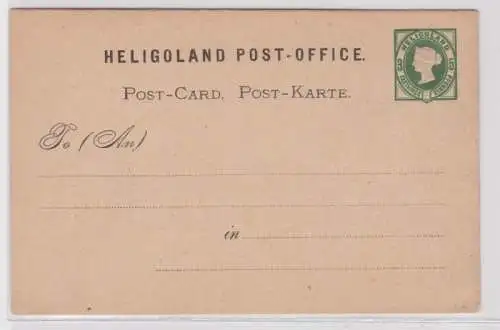 HELIGOLAND
HELIGOLAND POST-OFFICE.
POST-CARD. POST-KARTE.
To (An)
in